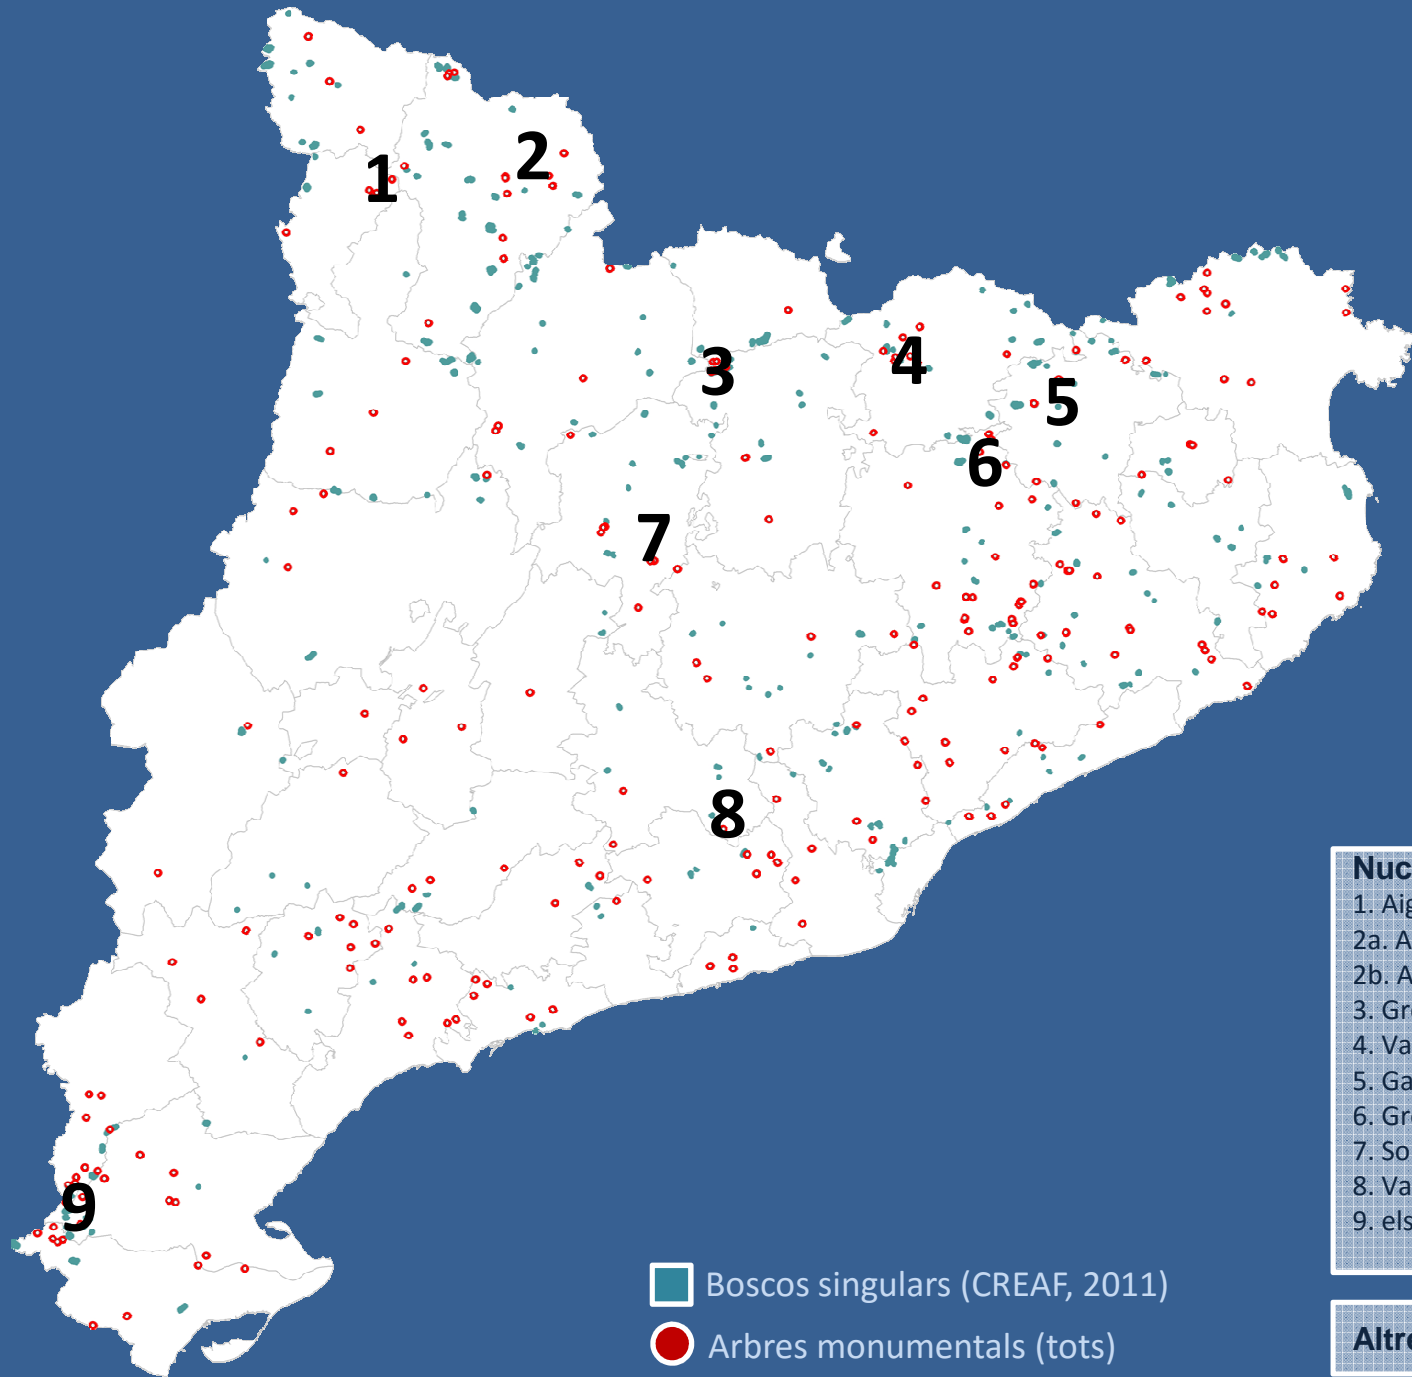 1
2
3
4
5
6
7
8
9
Nuc
1. Aig
2a. A
2b. A
3. Gr
4. Va
5. Ga
6. Gr
7. So
8. Va
9. els
Boscos singulars (CREAF, 2011)
Arbres monumentals (tots)
Altr